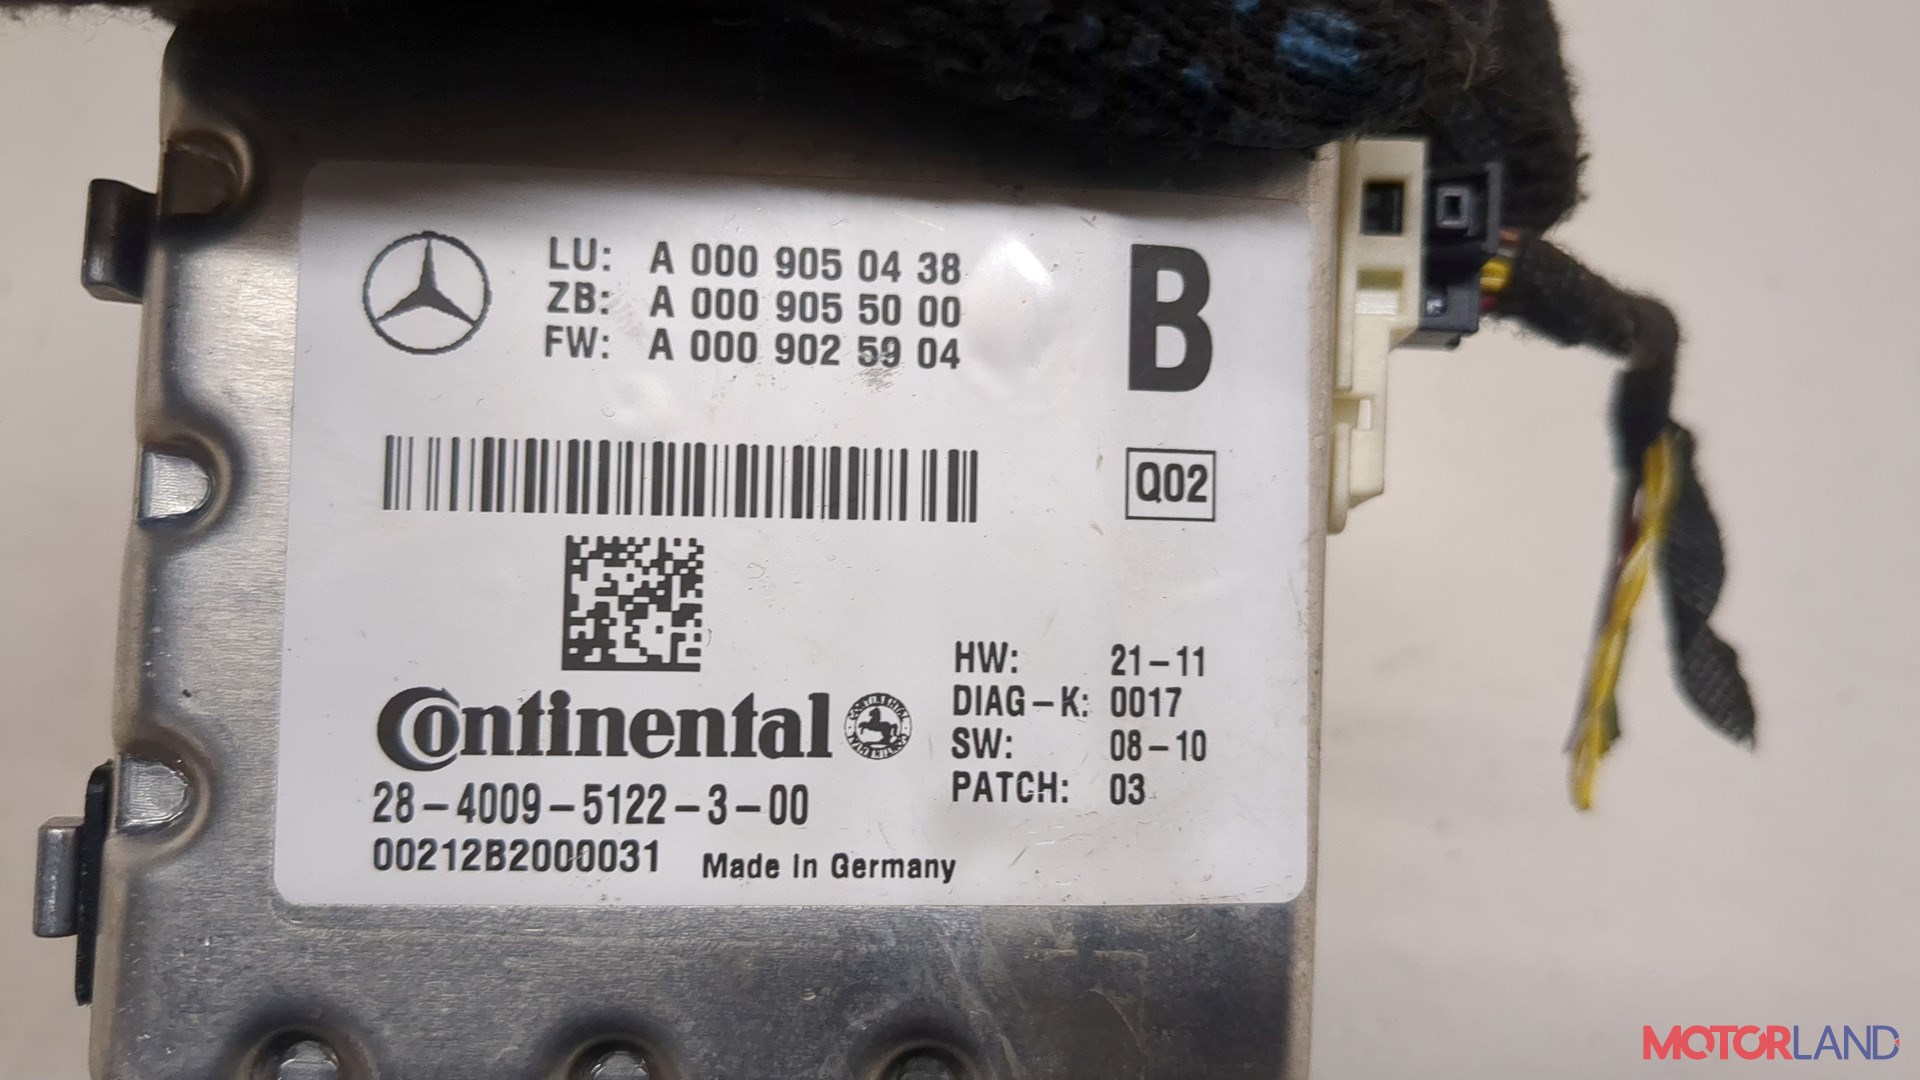 LU: A 000 905 04 38
ZB: A 000 905 50 00
FW: A 000 902 59 04
B
Q02
HW: 21-11
DIAG-K: 0017
SW: 08-10
PATCH: 03
Continental
28-4009-5122-3-00
00212B2000031 Made In Germany
MOTORLAND